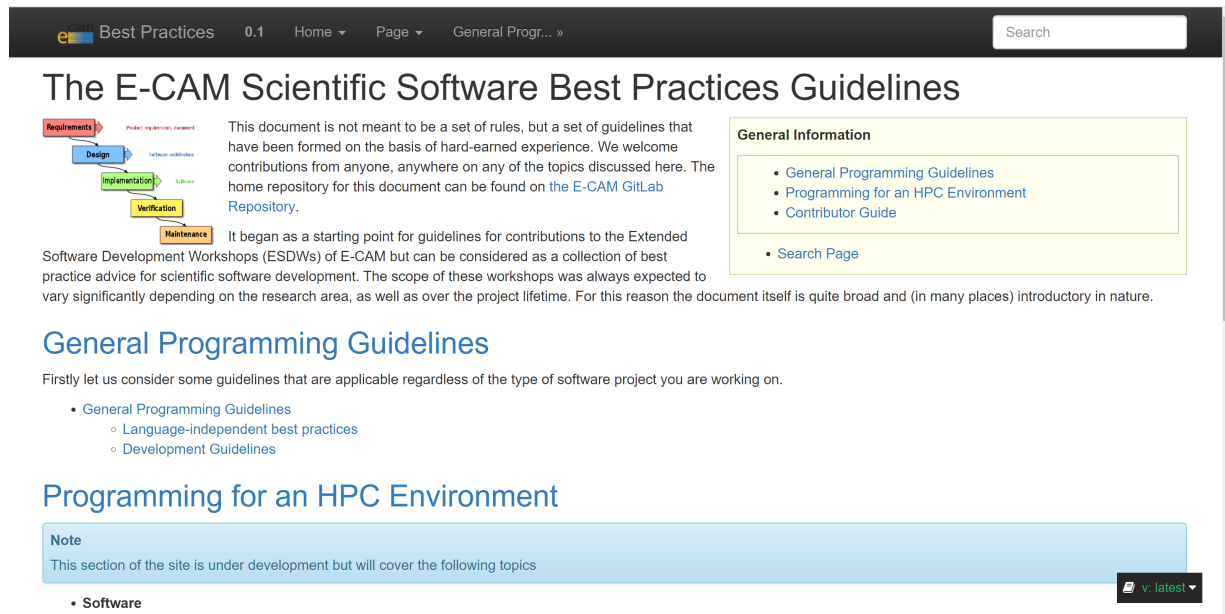 e-cam Best Practices 0.1 Home Page General Progr... » Search
The E-CAM Scientific Software Best Practices Guidelines
Requirements Product requirements document
Design Software architecture
Implementation Software
Verification
Maintenance
This document is not meant to be a set of rules, but a set of guidelines that
have been formed on the basis of hard-earned experience. We welcome
contributions from anyone, anywhere on any of the topics discussed here. The
home repository for this document can be found on the E-CAM GitLab
Repository.
It began as a starting point for guidelines for contributions to the Extended
Software Development Workshops (ESDWs) of E-CAM but can be considered as a collection of best
practice advice for scientific software development. The scope of these workshops was always expected to
vary significantly depending on the research area, as well as over the project lifetime. For this reason the document itself is quite broad and (in many places) introductory in nature.
General Information
• General Programming Guidelines
• Programming for an HPC Environment
• Contributor Guide
• Search Page
General Programming Guidelines
Firstly let us consider some guidelines that are applicable regardless of the type of software project you are working on.
• General Programming Guidelines
◦ Language-independent best practices
◦ Development Guidelines
Programming for an HPC Environment
Note
This section of the site is under development but will cover the following topics
• Software
v: latest